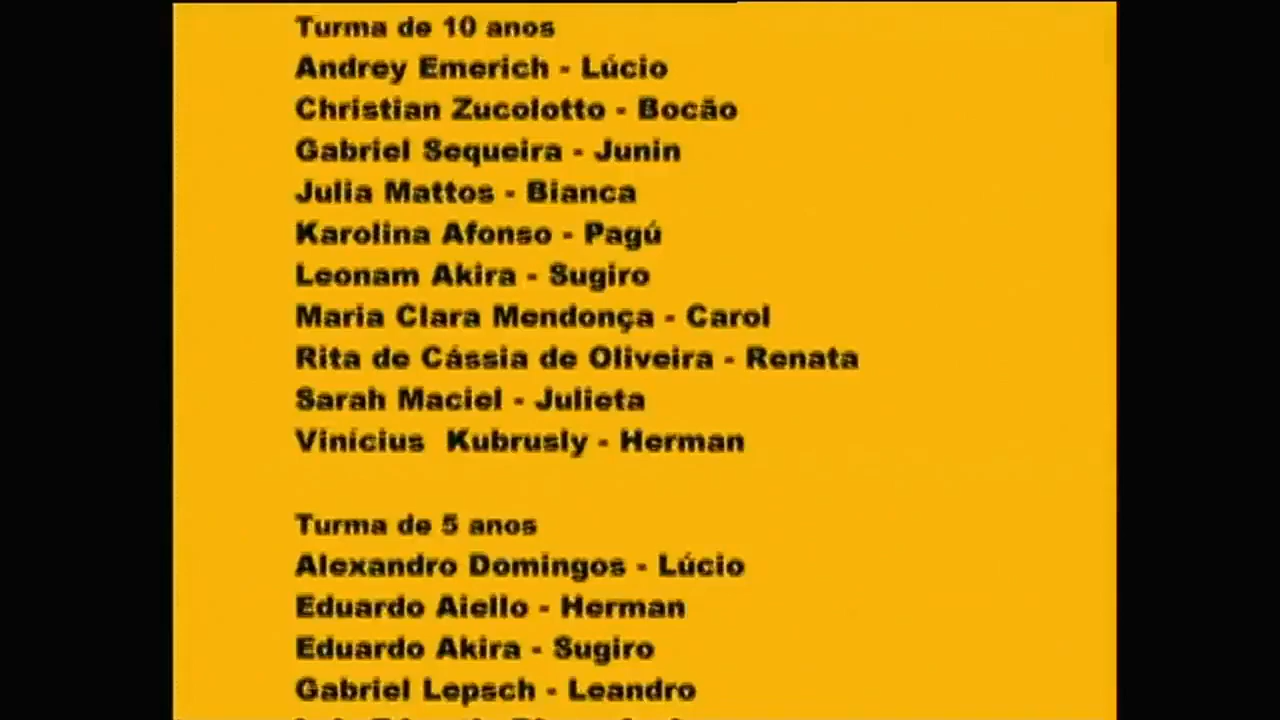 Turma de 10 anos
Andrey Emerich - Lúcio
Christian Zucolotto - Bocão
Gabriel Sequeira - Junin
Julia Mattos - Bianca
Karolina Afonso - Pagú
Leonam Akira - Sugiro
Maria Clara Mendonça - Carol
Rita de Cássia de Oliveira - Renata
Sarah Maciel - Julieta
Vinícius  Kubrusly - Herman
Turma de 5 anos
Alexandro Domingos - Lúcio
Eduardo Aiello - Herman
Eduardo Akira - Sugiro
Gabriel Lepsch - Leandro